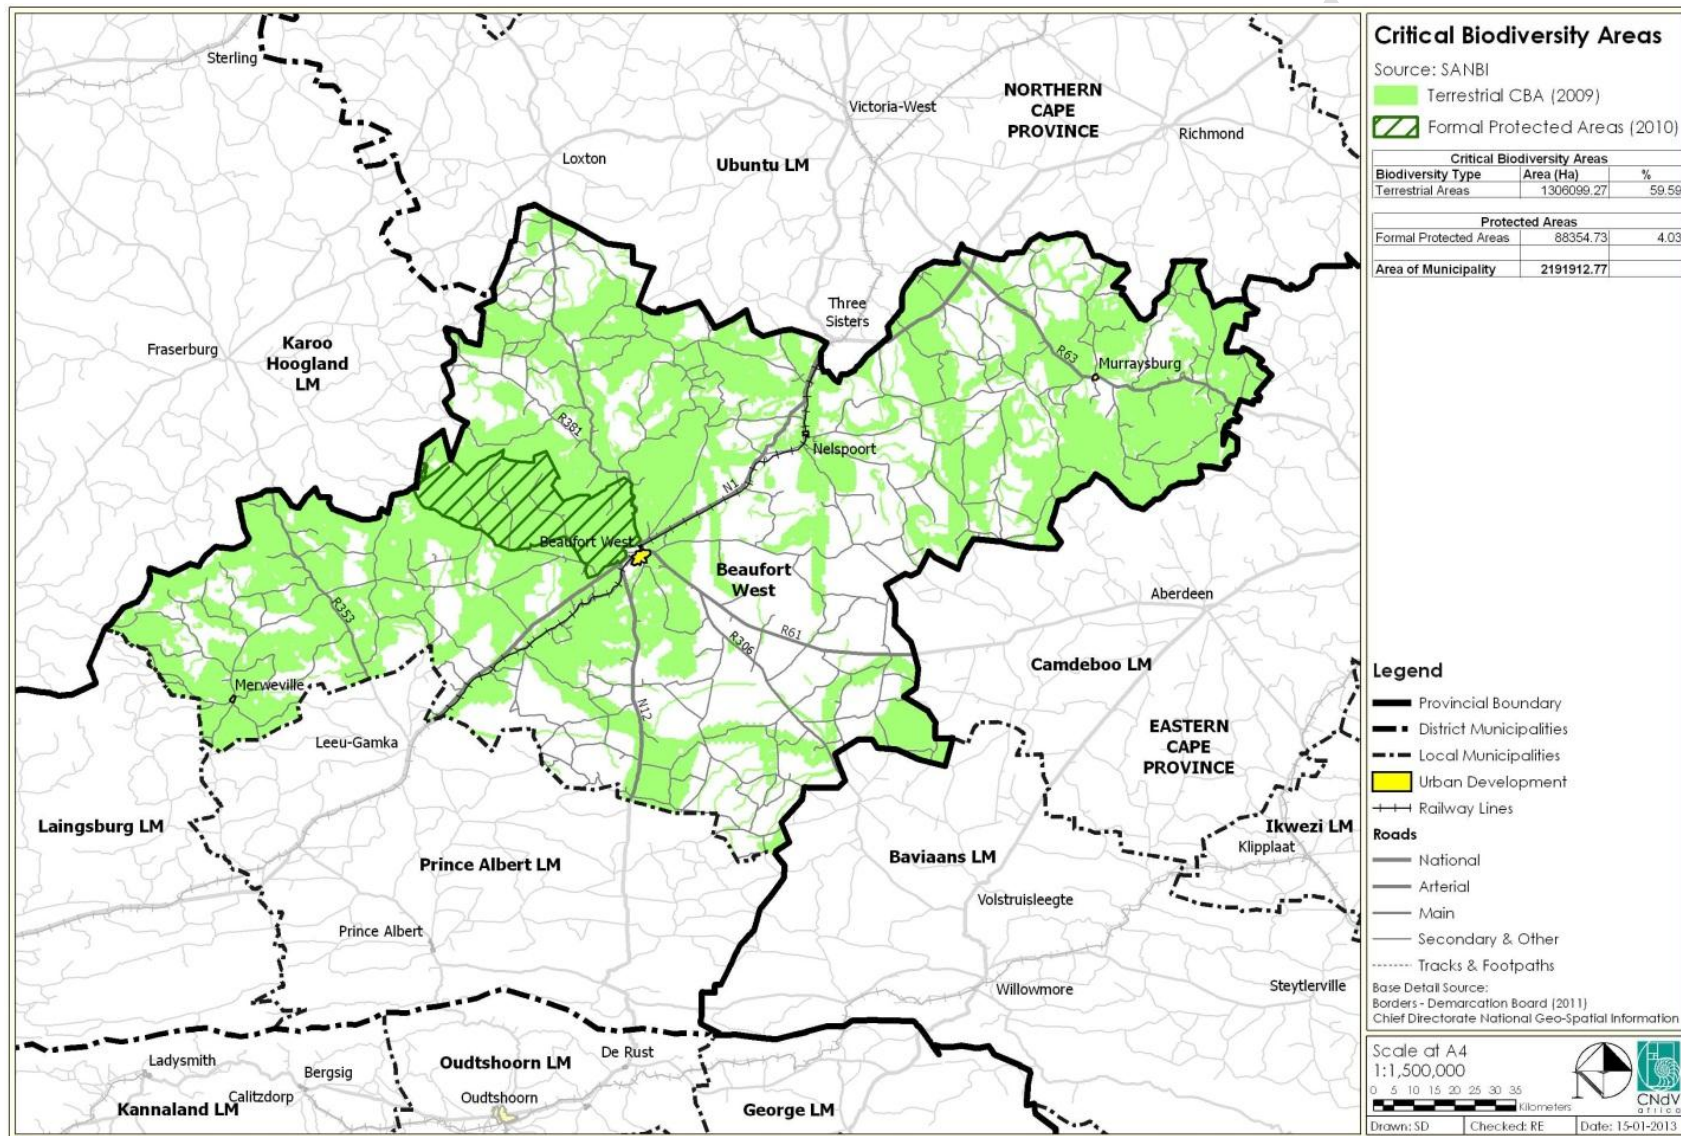 Sterling
Victoria-West
NORTHERN
CAPE
PROVINCE
Richmond
Loxton
Ubuntu LM
Three
Sisters
Karoo
Hoogland
LM
Fraserburg
R63
Murraysburg
R381
Nelspoort
N1
Beaufort West
Beaufort
West
R353
R61
R306
Aberdeen
Camdeboo LM
Merweville
N12
Leeu-Gamka
EASTERN
CAPE
PROVINCE
Laingsburg LM
Prince Albert LM
Baviaans LM
Ikwezi LM
Klipplaat
Volstruisleegte
Prince Albert
Willowmore
Steytlerville
Ladysmith
Bergsig
Calitzdorp
Kannaland LM
Oudtshoorn LM
Oudtshoorn
De Rust
George LM
Critical Biodiversity Areas
Source: SANBI
Terrestrial CBA (2009)
Formal Protected Areas (2010)
Critical Biodiversity Areas
Biodiversity Type Area (Ha) %
Terrestrial Areas 1306099.27 59.59
Protected Areas
Formal Protected Areas 88354.73 4.03
Area of Municipality 2191912.77
Legend
Provincial Boundary
District Municipalities
Local Municipalities
Urban Development
Railway Lines
Roads
National
Arterial
Main
Secondary & Other
Tracks & Footpaths
Base Detail Source:
Borders - Demarcation Board (2011)
Chief Directorate National Geo-Spatial Information
Scale at A4
1:1,500,000
0 5 10 15 20 25 30 35
Kilometers
N
CNdV
africa
Drawn: SD Checked: RE Date: 15-01-2013